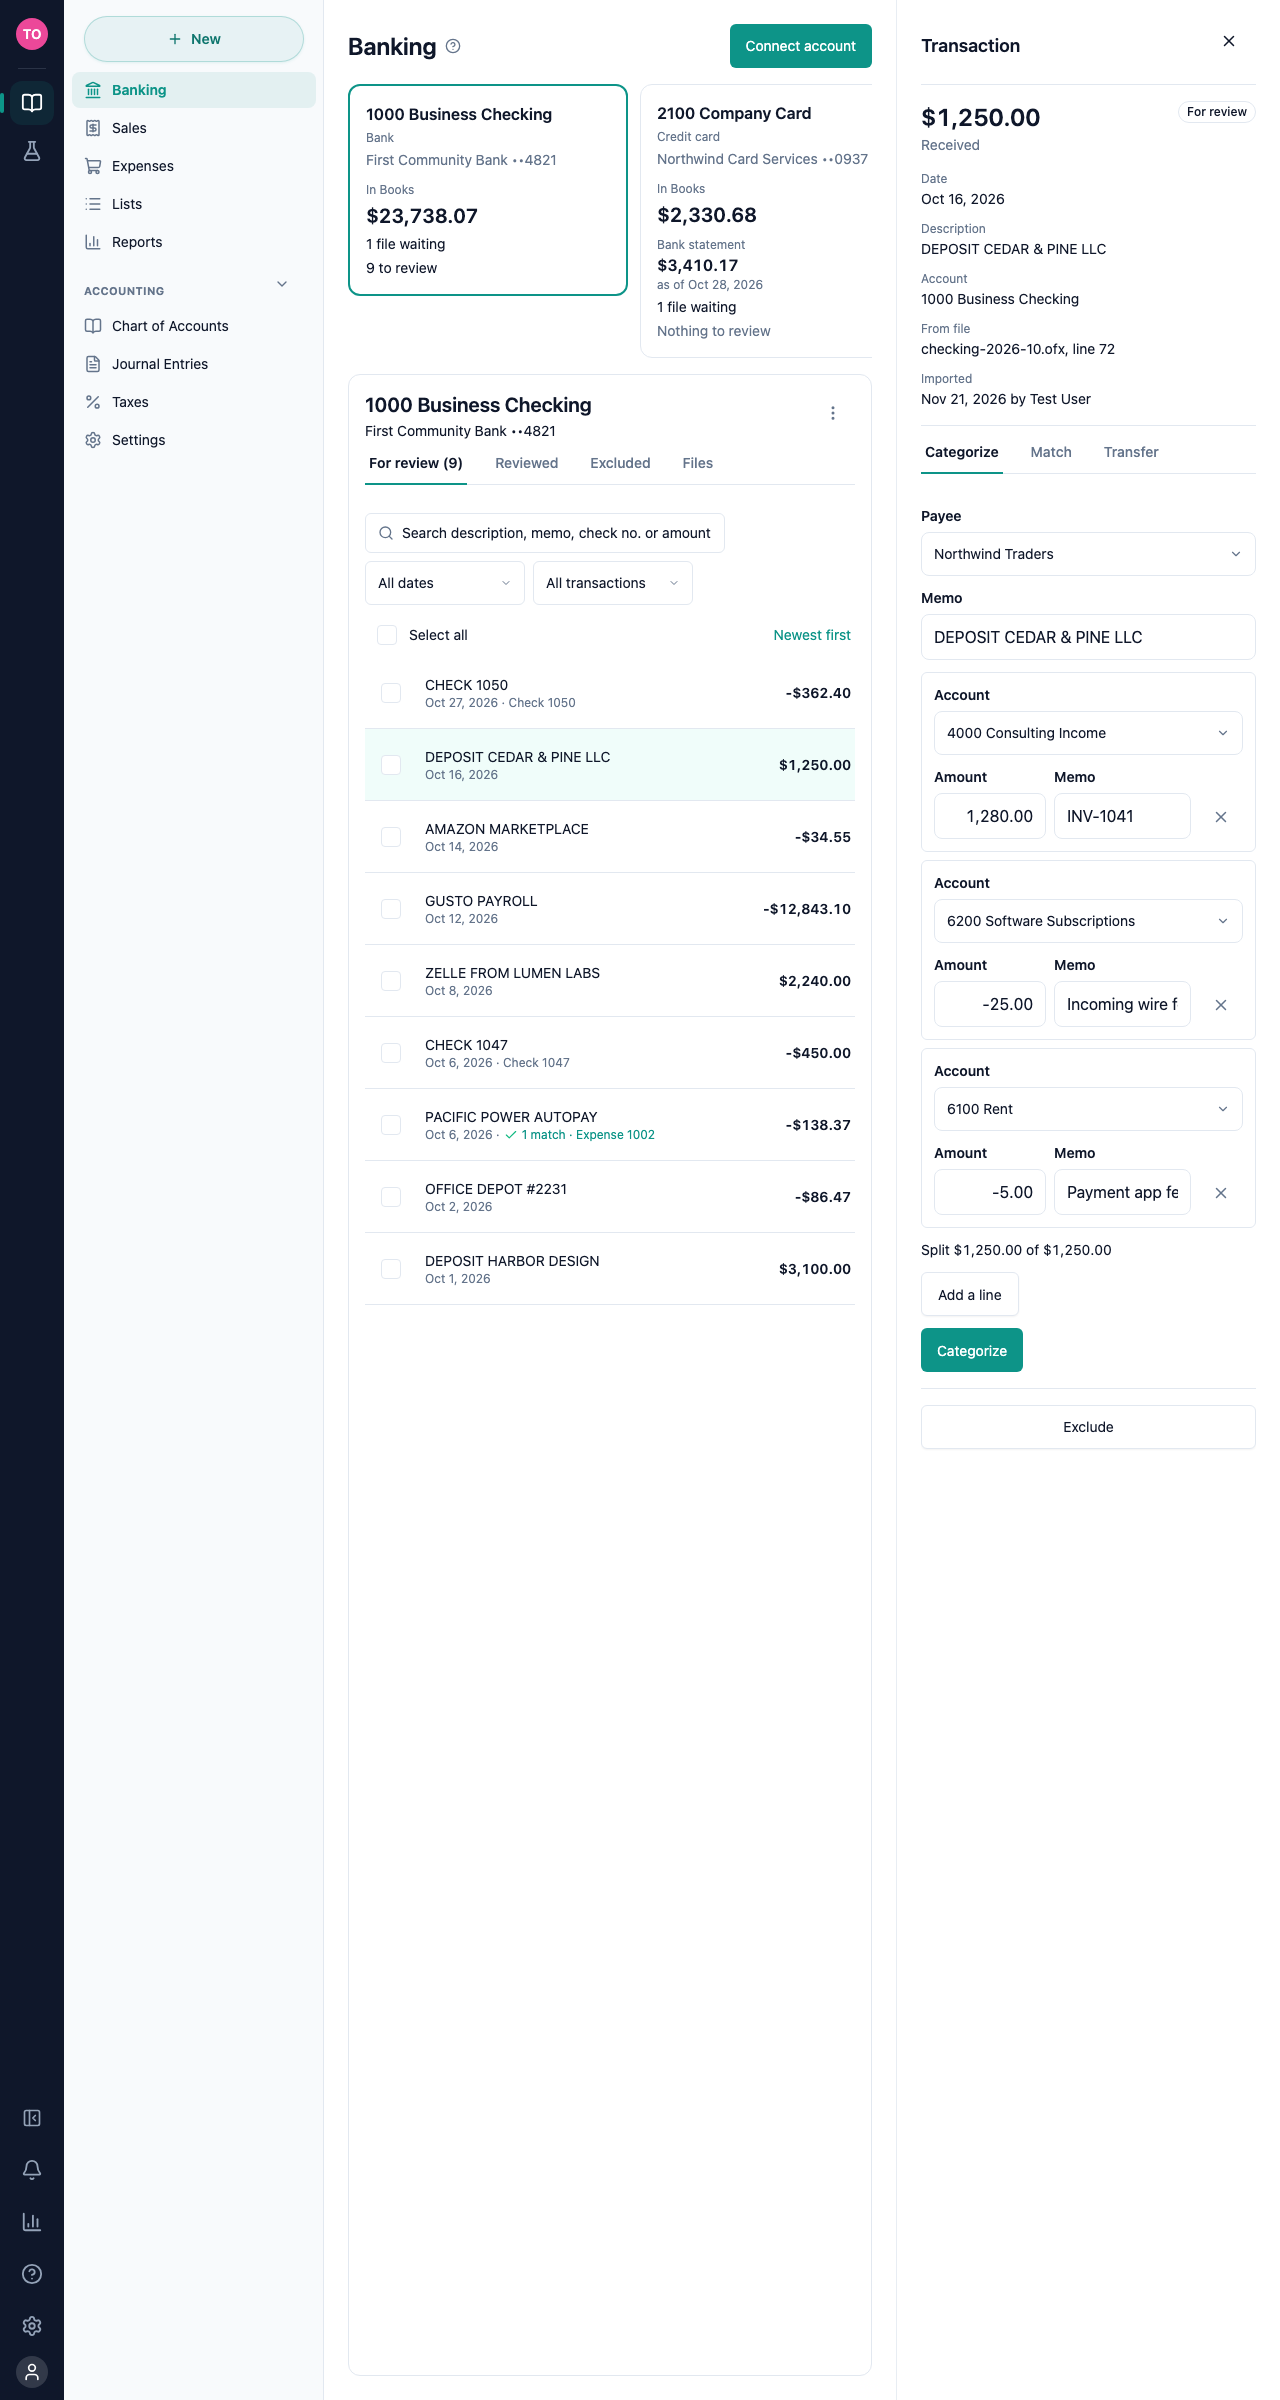 TO
New
Banking
Sales
Expenses
Lists
Reports
ACCOUNTING
Chart of Accounts
Journal Entries
Taxes
Settings
Banking
Connect account
1000 Business Checking
Bank
First Community Bank ••4821
In Books
$23,738.07
1 file waiting
9 to review
2100 Company Card
Credit card
Northwind Card Services ••0937
In Books
$2,330.68
Bank statement
$3,410.17
as of Oct 28, 2026
1 file waiting
Nothing to review
1000 Business Checking
First Community Bank ••4821
For review (9) Reviewed Excluded Files
Search description, memo, check no. or amount
All dates All transactions
Select all Newest first
CHECK 1050 -$362.40
Oct 27, 2026 · Check 1050
DEPOSIT CEDAR & PINE LLC $1,250.00
Oct 16, 2026
AMAZON MARKETPLACE -$34.55
Oct 14, 2026
GUSTO PAYROLL -$12,843.10
Oct 12, 2026
ZELLE FROM LUMEN LABS $2,240.00
Oct 8, 2026
CHECK 1047 -$450.00
Oct 6, 2026 · Check 1047
PACIFIC POWER AUTOPAY -$138.37
Oct 6, 2026 · 1 match · Expense 1002
OFFICE DEPOT #2231 -$86.47
Oct 2, 2026
DEPOSIT HARBOR DESIGN $3,100.00
Oct 1, 2026
Transaction
$1,250.00 For review
Received
Date
Oct 16, 2026
Description
DEPOSIT CEDAR & PINE LLC
Account
1000 Business Checking
From file
checking-2026-10.ofx, line 72
Imported
Nov 21, 2026 by Test User
Categorize Match Transfer
Payee
Northwind Traders
Memo
DEPOSIT CEDAR & PINE LLC
Account
4000 Consulting Income
Amount Memo
1,280.00 INV-1041
Account
6200 Software Subscriptions
Amount Memo
-25.00 Incoming wire f
Account
6100 Rent
Amount Memo
-5.00 Payment app fe
Split $1,250.00 of $1,250.00
Add a line
Categorize
Exclude